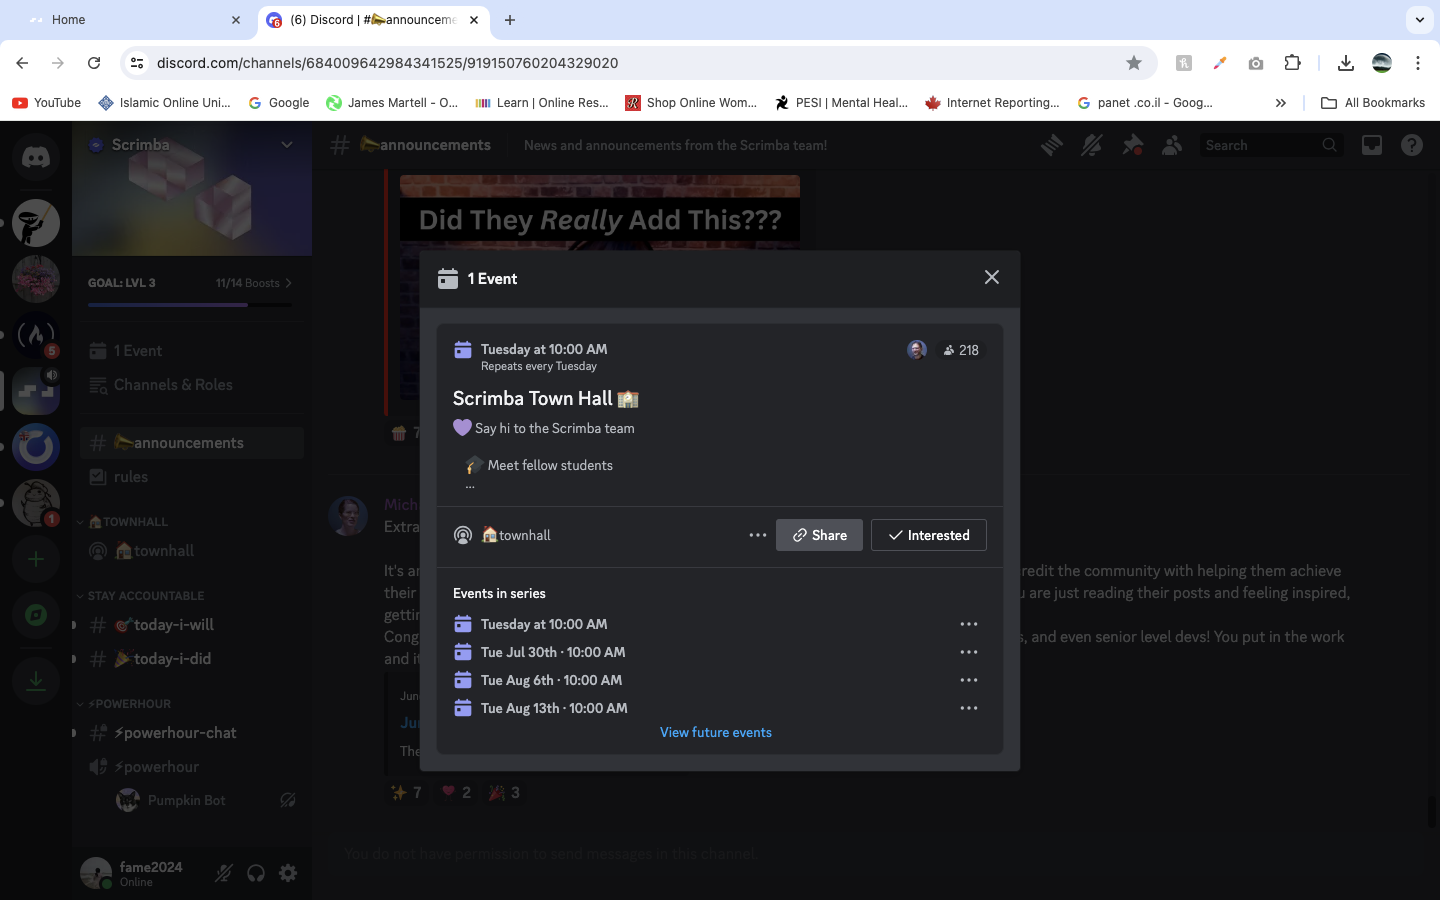 Home
(6) Discord | #📣announceme
discord.com/channels/684009642984341525/919150760204329020
YouTube
Islamic Online Uni...
Google
James Martell - O...
Learn | Online Res...
Shop Online Wom...
PESI | Mental Heal...
Internet Reporting...
panet .co.il - Goog...
All Bookmarks
Scrimba
GOAL: LVL 3
11/14 Boosts
1 Event
Channels & Roles
📣announcements
rules
🏠TOWNHALL
🏠townhall
STAY ACCOUNTABLE
🎯today-i-will
🎉today-i-did
⚡POWERHOUR
⚡powerhour-chat
⚡powerhour
Pumpkin Bot
fame2024
Online
5
1
# 📣announcements
News and announcements from the Scrimba team!
Search
Did They Really Add This???
1 Event
Tuesday at 10:00 AM
218
Repeats every Tuesday
Scrimba Town Hall 🏫
💜 Say hi to the Scrimba team
🎓 Meet fellow students
...
🏠townhall
Share
Interested
Events in series
Tuesday at 10:00 AM
Tue Jul 30th · 10:00 AM
Tue Aug 6th · 10:00 AM
Tue Aug 13th · 10:00 AM
View future events
🍿 7
Mich
Extra
It's a
redit the community with helping them achieve
their
are just reading their posts and feeling inspired,
gettin
Cong
, and even senior level devs! You put in the work
and i
Jun
Ju
The
✨ 7
💗 2
🎉 3
You do not have permission to send messages in this channel.